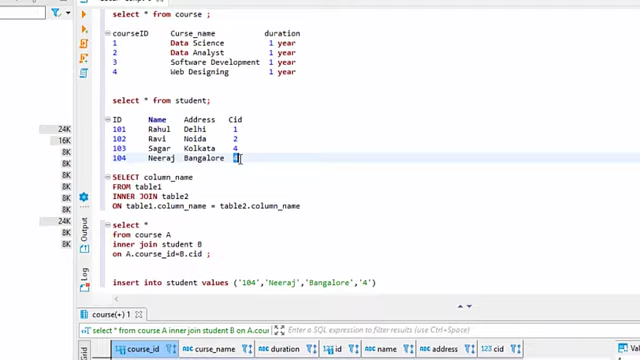 select * from course ;
courseID Curse_name duration
1 Data Science 1 year
2 Data Analyst 1 year
3 Software Development 1 year
4 Web Designing 1 year
select * from student;
ID Name Address Cid
101 Rahul Delhi 1
102 Ravi Noida 2
103 Sagar Kolkata 4
104 Neeraj Bangalore 4
SELECT column_name
FROM table1
INNER JOIN table2
ON table1.column_name = table2.column_name
select *
from course A
inner join student B
on A.course_id=B.cid ;
insert into student values ('104','Neeraj','Bangalore','4')
24K
16K
8K
8K
8K
8K
8K
24K
8K
8K
Output
Log
course(+) 1
select * from course A inner join student B on A.cour
Enter a SQL expression to filter results (use Ctrl+Space)
Grid
course_id curse_name duration id name address cid
Val